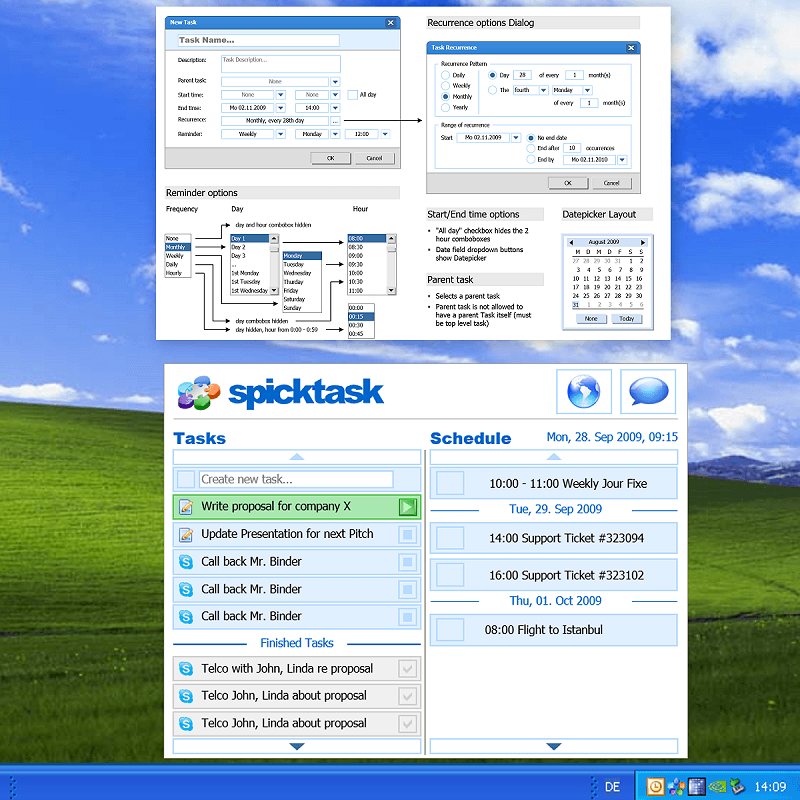 New Task
Task Name...
Description:
Task Description...
Parent task:
None
Start time:
None
None
All day
End time:
Mo 02.11.2009
14:00
Recurrence:
Monthly, every 28th day
...
Reminder:
Weekly
Monday
12:00
OK
Cancel
Recurrence options Dialog
Task Recurrence
Recurrence Pattern
Daily
Weekly
Monthly
Yearly
Day 28 of every 1 month(s)
The fourth Monday
of every 1 month(s)
Range of recurrence
Start Mo 02.11.2009
No end date
End after 10 occurrences
End by Mo 02.11.2010
OK
Cancel
Reminder options
Frequency
Day
Hour
day and hour combobox hidden
None
Monthly
Weekly
Daily
Hourly
Day 1
Day 2
Day 3
...
1st Monday
1st Tuesday
1st Wednesday
Monday
Tuesday
Wednesday
Thursday
Friday
Saturday
Sunday
08:00
08:30
09:00
09:30
10:00
10:30
11:00
day combobox hidden
day hidden, hour from 0:00 - 0:59
00:00
00:15
00:30
00:45
Start/End time options
• "All day" checkbox hides the 2
hour comboboxes
• Date field dropdown buttons
show Datepicker
Parent task
• Selects a parent task
• Parent task is not allowed to
have a parent Task itself (must
be top level task)
Datepicker Layout
August 2009
M D M D F S S
27 28 29 30 31 1 2
3 4 5 6 7 8 9
10 11 12 13 14 15 16
17 18 19 20 21 22 23
24 25 26 27 28 29 30
31 1 2 3 4 5 6
None
Today
spicktask
Tasks
Create new task...
Write proposal for company X
Update Presentation for next Pitch
Call back Mr. Binder
Call back Mr. Binder
Call back Mr. Binder
Finished Tasks
Telco with John, Linda re proposal
Telco John, Linda about proposal
Telco John, Linda about proposal
Schedule
Mon, 28. Sep 2009, 09:15
10:00 - 11:00 Weekly Jour Fixe
Tue, 29. Sep 2009
14:00 Support Ticket #323094
16:00 Support Ticket #323102
Thu, 01. Oct 2009
08:00 Flight to Istanbul
DE
14:09